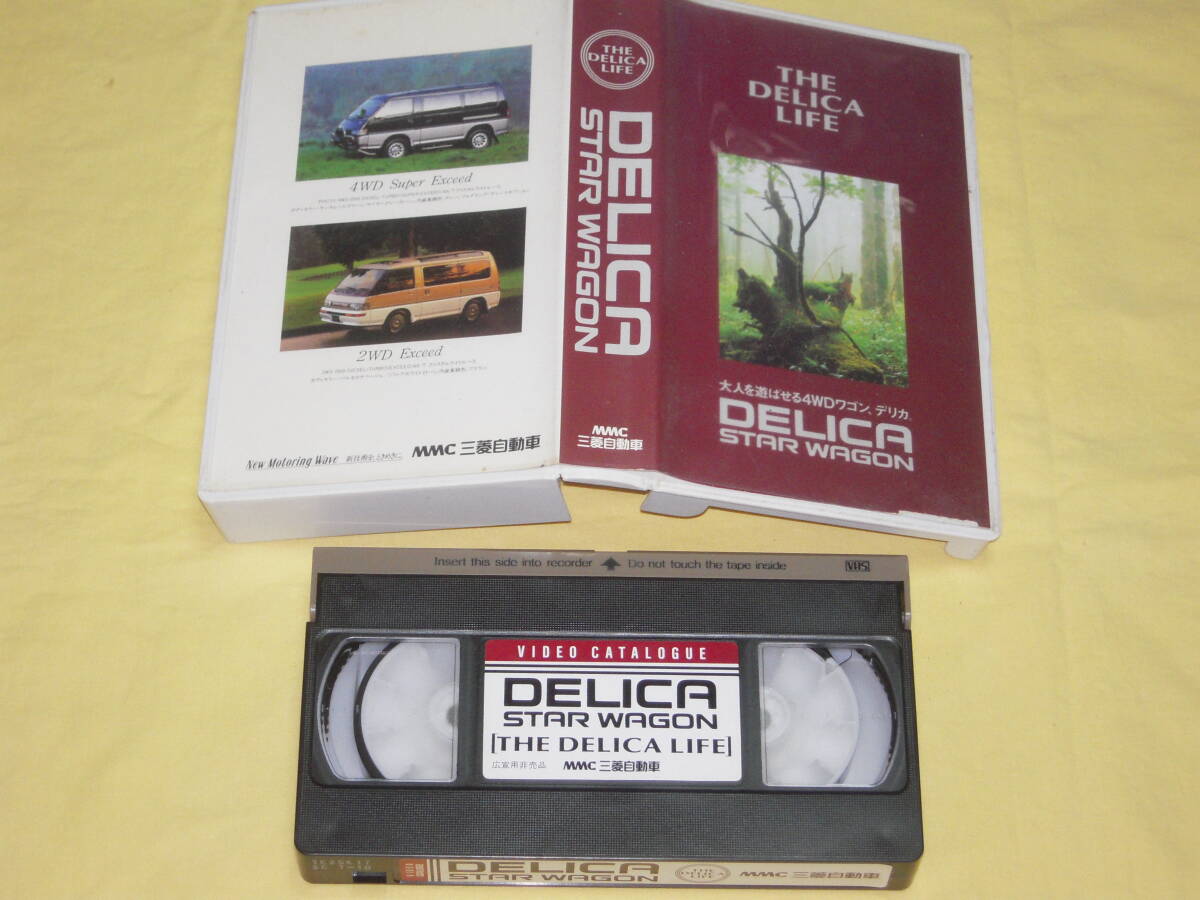 4WD Super Exceed
2WD Exceed
New Motoring Wave
MMC 三菱自動車
THE
DELICA
LIFE
DELICA
STAR WAGON
MMC
三菱自動車
THE
DELICA
LIFE
大人を遊ばせる4WDワゴン、デリカ。
DELICA
STAR WAGON
Insert this side into recorder
Do not touch the tape inside
VHS
VIDEO CATALOGUE
DELICA
STAR WAGON
[THE DELICA LIFE]
広宣用非売品 MMC 三菱自動車
DELICA
STAR WAGON
THE
DELICA
LIFE
MMC 三菱自動車